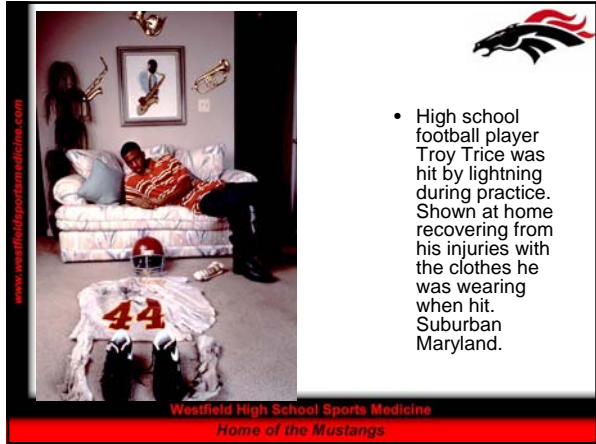 www.westfieldsportsmedicine.com
• High school
football player
Troy Trice was
hit by lightning
during practice.
Shown at home
recovering from
his injuries with
the clothes he
was wearing
when hit.
Suburban
Maryland.
44
Westfield High School Sports Medicine
Home of the Mustangs